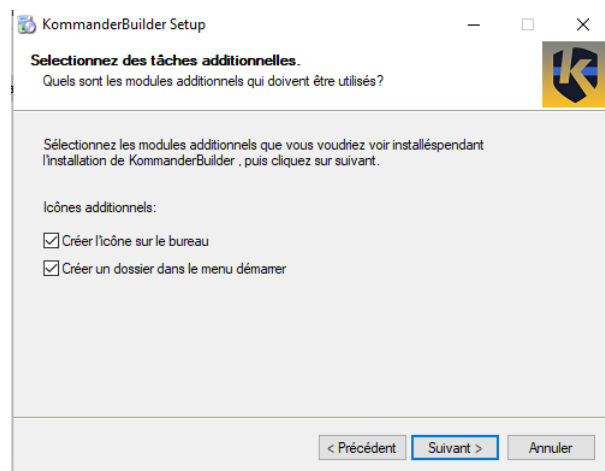 KommanderBuilder Setup
Selectionnez des tâches additionnelles.
Quels sont les modules additionnels qui doivent être utilisés?
K
Sélectionnez les modules additionnels que vous voudriez voir installéspendant
l'installation de KommanderBuilder , puis cliquez sur suivant.
Icônes additionnels:
Créer l'icône sur le bureau
Créer un dossier dans le menu démarrer
< Précédent
Suivant >
Annuler